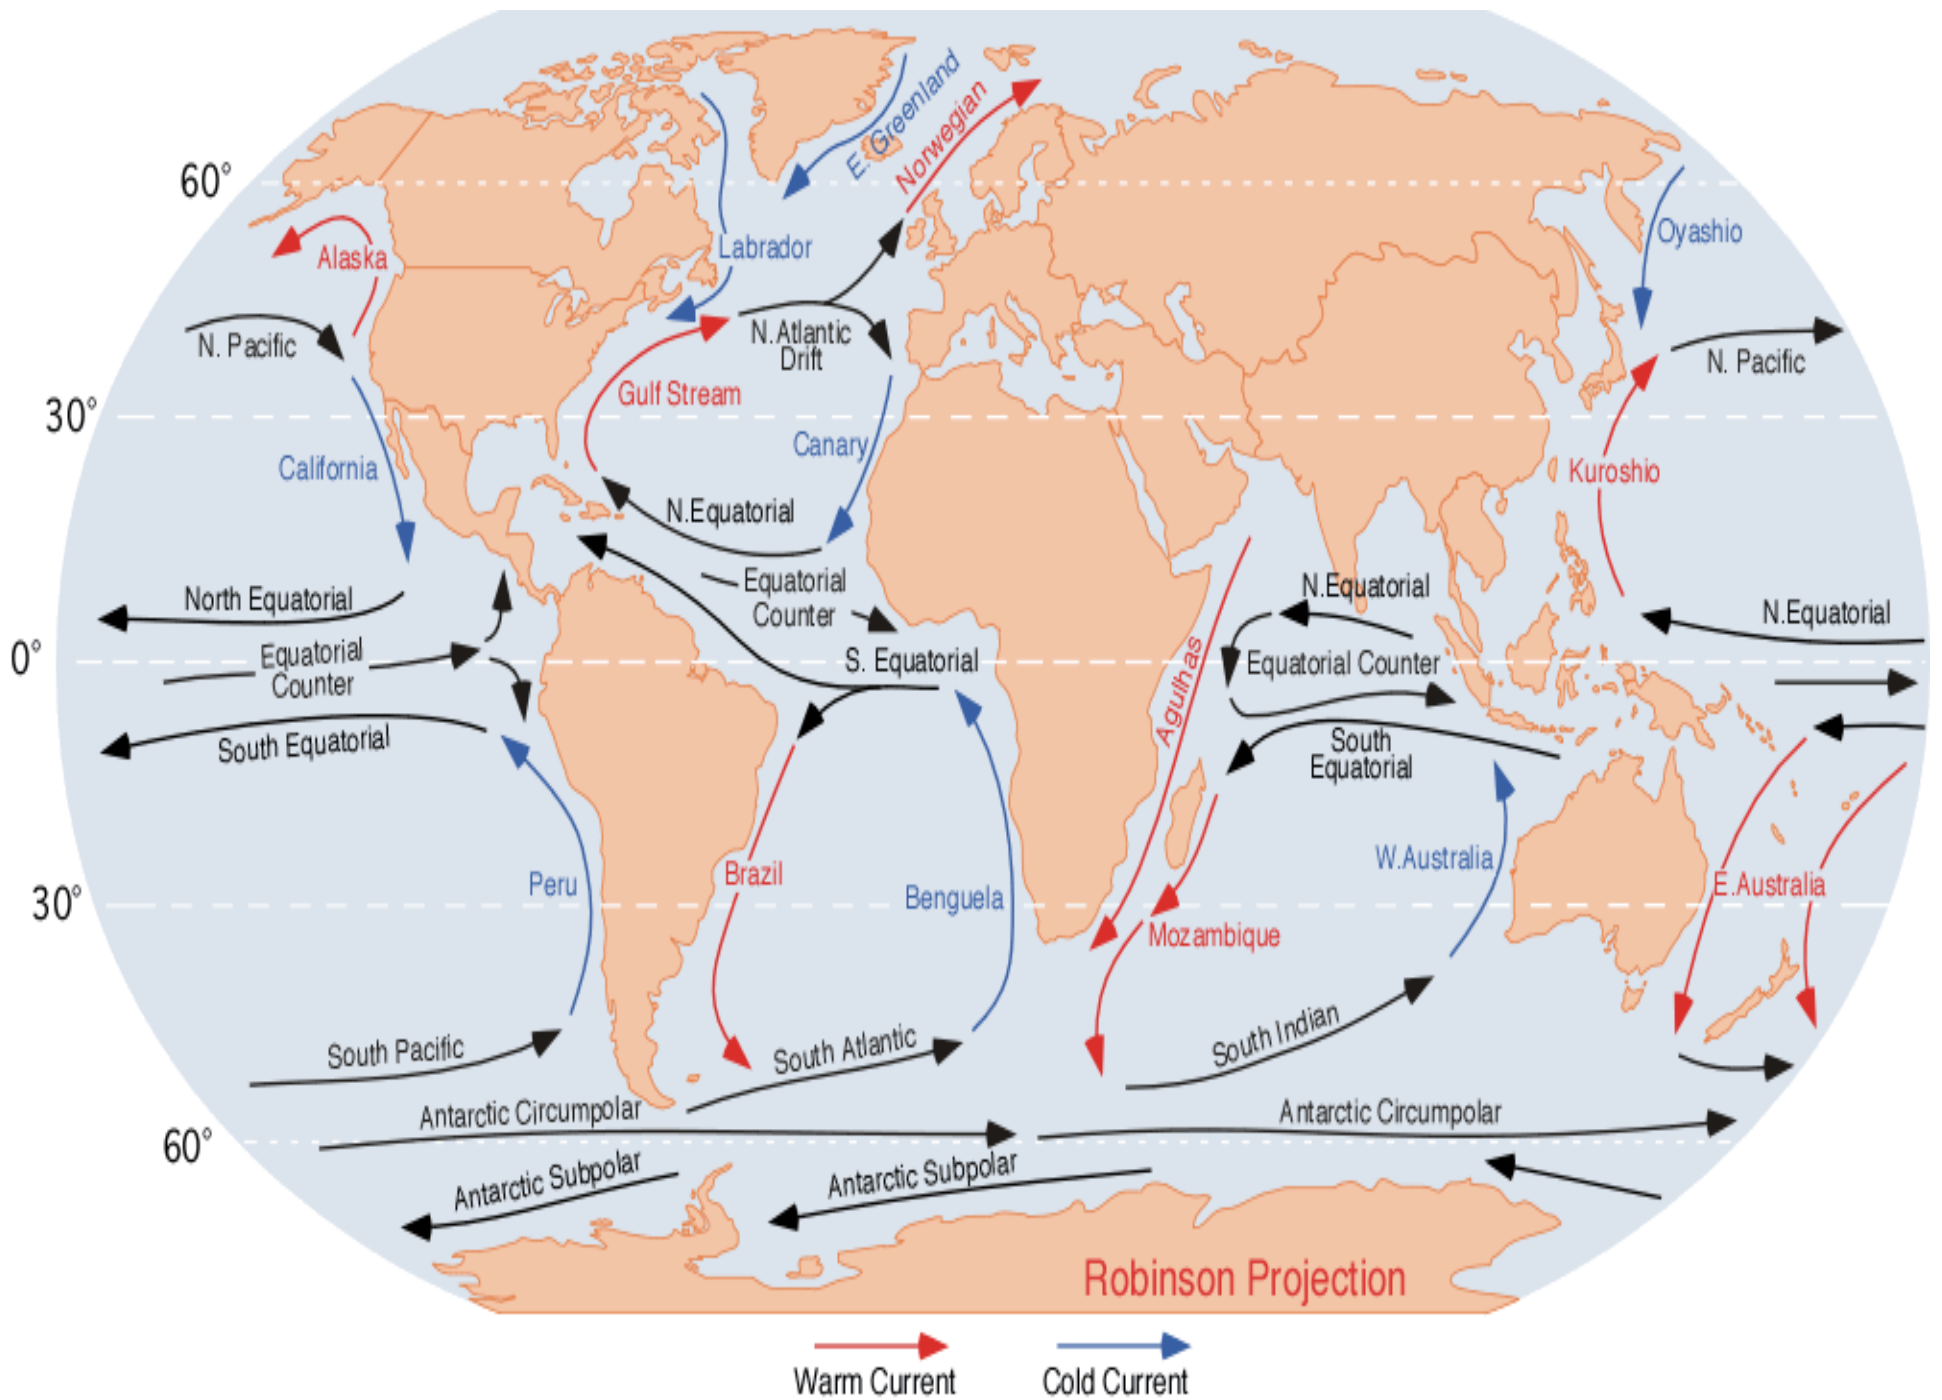 E. Greenland
Norwegian
60°
Labrador
Oyashio
Alaska
N. Pacific
N.Atlantic
Drift
N. Pacific
30°
Gulf Stream
California
Canary
Kuroshio
N.Equatorial
North Equatorial
Equatorial
Counter
N.Equatorial
N.Equatorial
0°
Equatorial
Counter
S. Equatorial
Agulhas
Equatorial Counter
South Equatorial
South
Equatorial
Peru
Brazil
Benguela
W.Australia
E.Australia
30°
Mozambique
South Pacific
South Atlantic
South Indian
Antarctic Circumpolar
Antarctic Circumpolar
60°
Antarctic Subpolar
Antarctic Subpolar
Robinson Projection
Warm Current
Cold Current